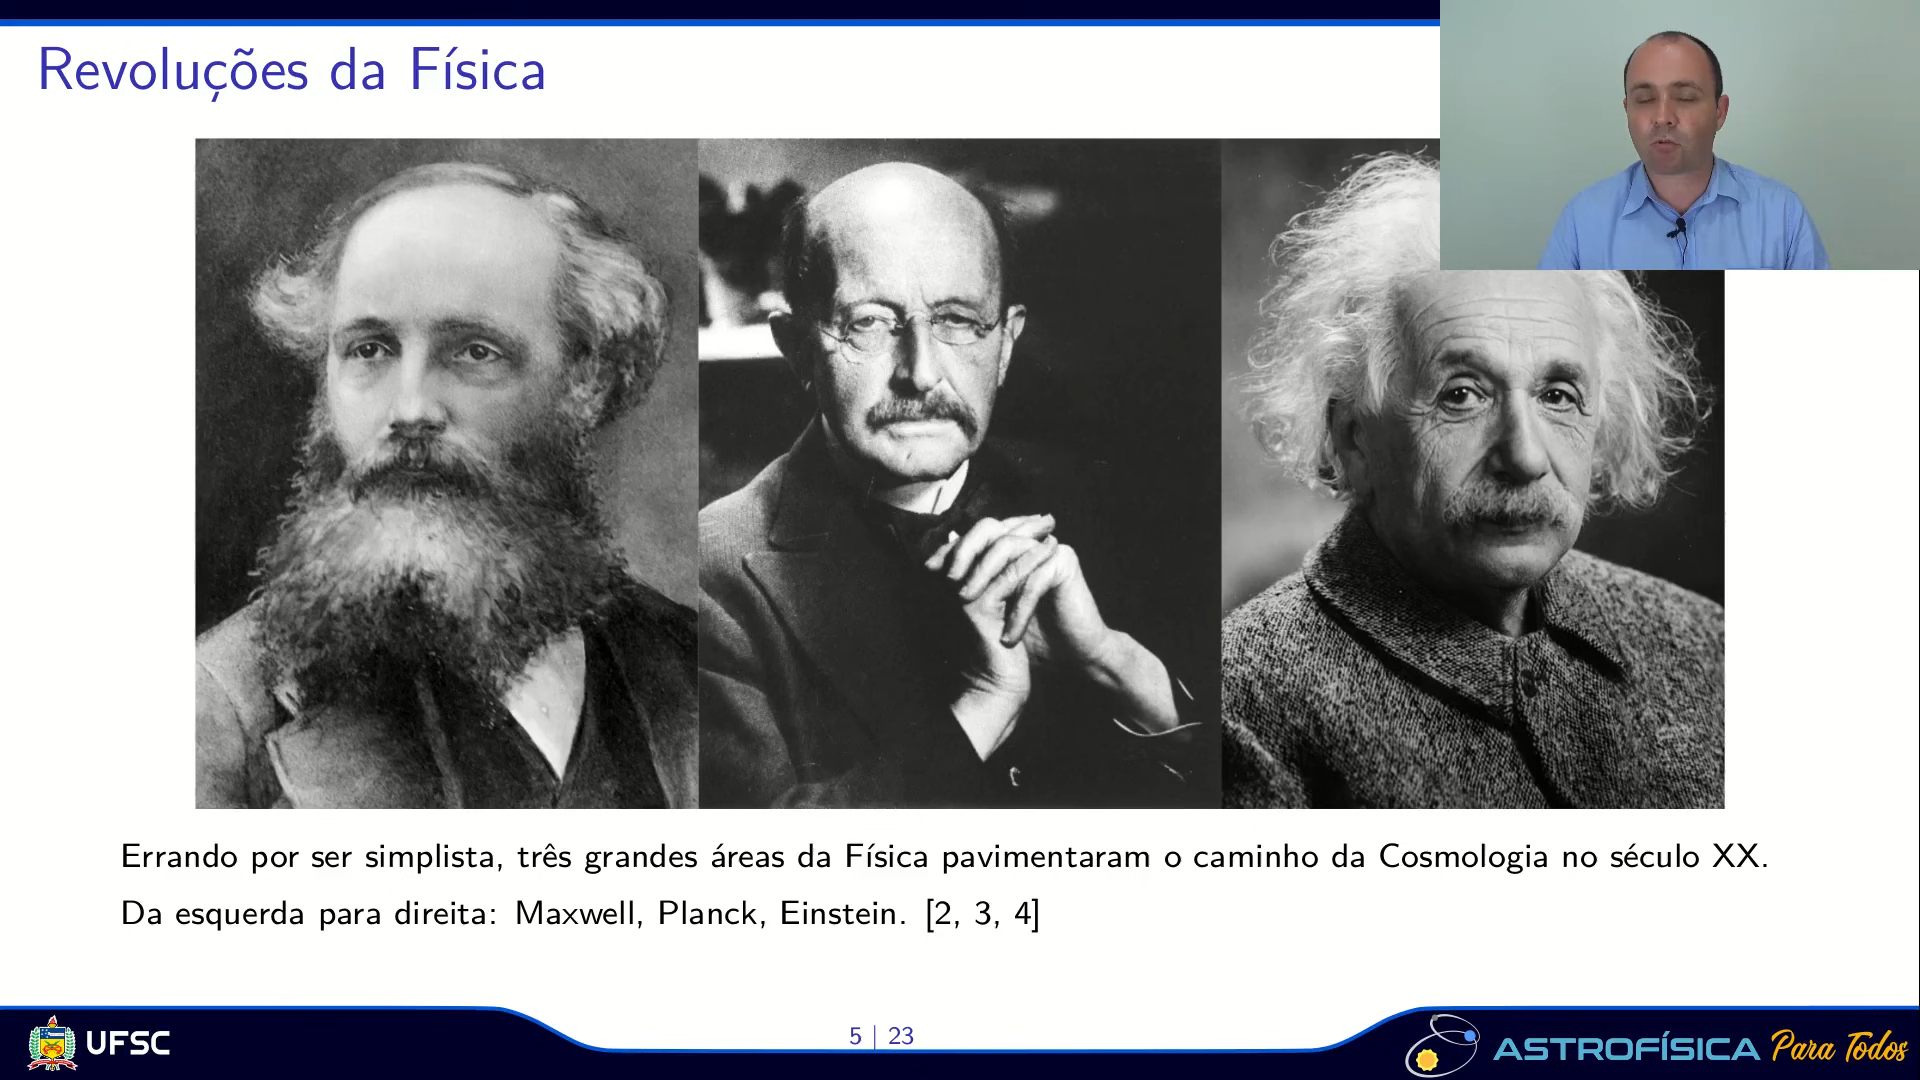 Revoluções da Física
Errando por ser simplista, três grandes áreas da Física pavimentaram o caminho da Cosmologia no século XX.
Da esquerda para direita: Maxwell, Planck, Einstein. [2, 3, 4]
UFSC
5 | 23
ASTROFÍSICA Para Todos